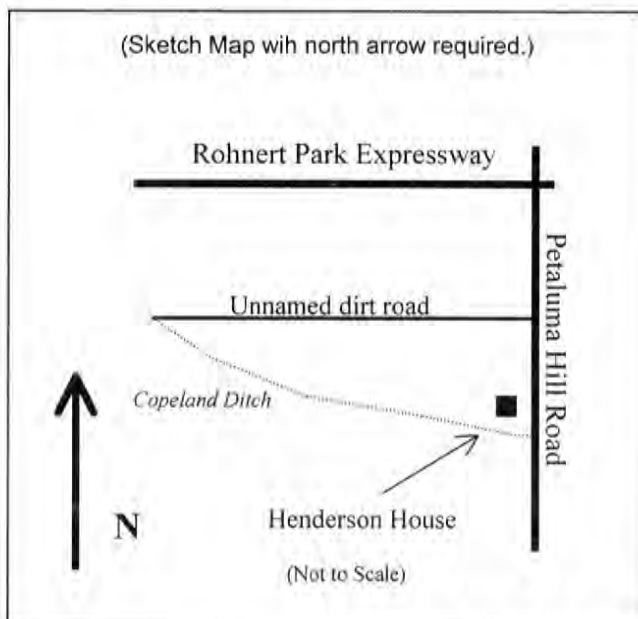 (Sketch Map wih north arrow required.)
Rohnert Park Expressway
Petaluma Hill Road
Unnamed dirt road
Copeland Ditch
N
Henderson House
(Not to Scale)